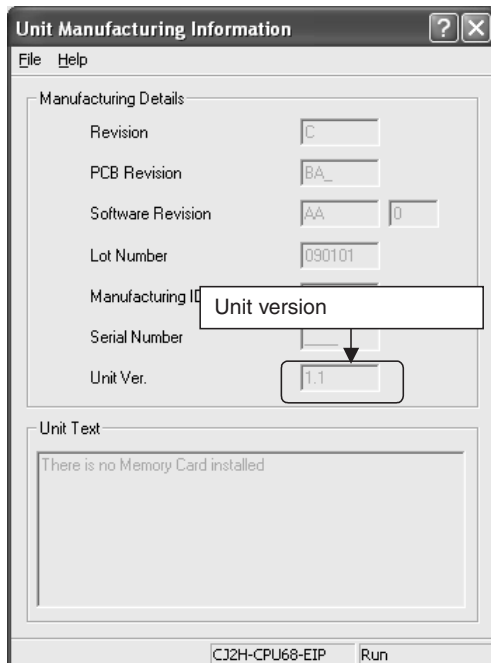 Unit Manufacturing Information
File Help
Manufacturing Details
Revision C
PCB Revision BA_
Software Revision AA 0
Lot Number 090101
Manufacturing ID
Unit version
Serial Number ___
Unit Ver. 1.1
Unit Text
There is no Memory Card installed
CJ2H-CPU68-EIP Run